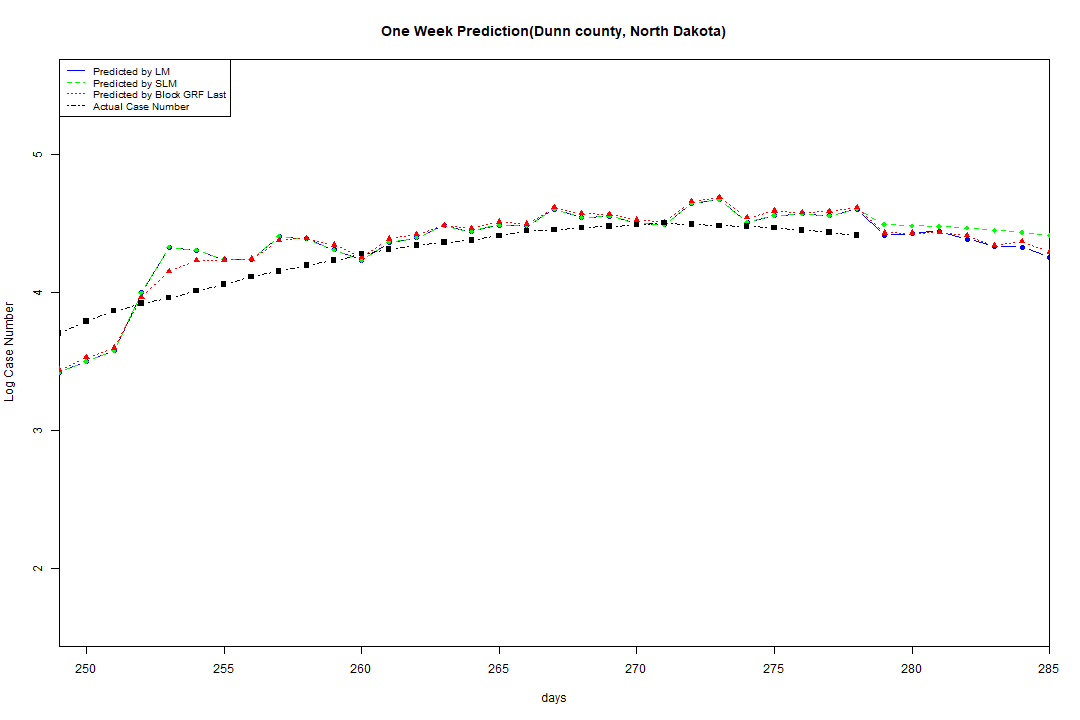 One Week Prediction(Dunn county, North Dakota)
Predicted by LM
Predicted by SLM
Predicted by Block GRF Last
Actual Case Number
5
4
3
2
Log Case Number
250 255 260 265 270 275 280 285
days